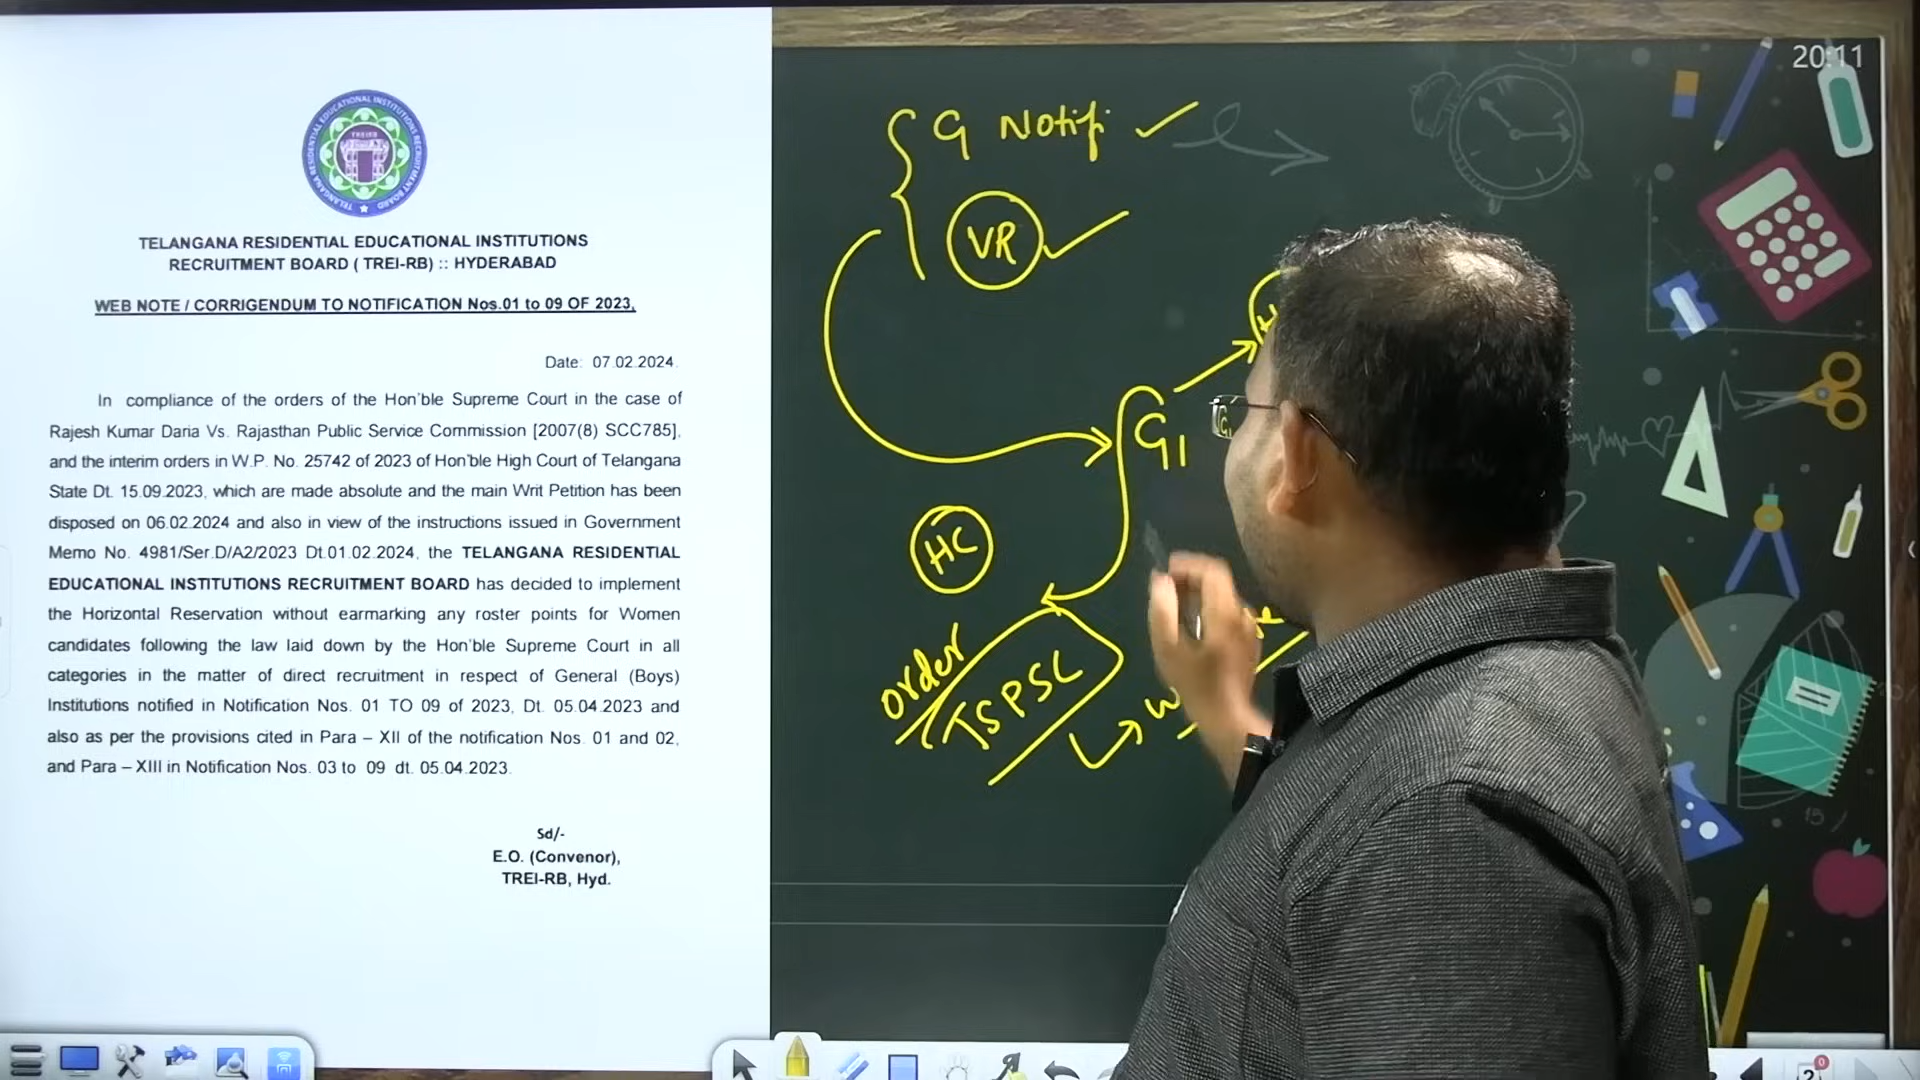 TELANGANA RESIDENTIAL EDUCATIONAL INSTITUTIONS RECRUITMENT BOARD
TREIRB
TELANGANA RESIDENTIAL EDUCATIONAL INSTITUTIONS
RECRUITMENT BOARD ( TREI-RB) :: HYDERABAD
WEB NOTE / CORRIGENDUM TO NOTIFICATION Nos.01 to 09 OF 2023,
Date: 07.02.2024.
In compliance of the orders of the Hon'ble Supreme Court in the case of
Rajesh Kumar Daria Vs. Rajasthan Public Service Commission [2007(8) SCC785],
and the interim orders in W.P. No. 25742 of 2023 of Hon'ble High Court of Telangana
State Dt. 15.09.2023, which are made absolute and the main Writ Petition has been
disposed on 06.02.2024 and also in view of the instructions issued in Government
Memo No. 4981/Ser.D/A2/2023 Dt.01.02.2024, the TELANGANA RESIDENTIAL
EDUCATIONAL INSTITUTIONS RECRUITMENT BOARD has decided to implement
the Horizontal Reservation without earmarking any roster points for Women
candidates following the law laid down by the Hon'ble Supreme Court in all
categories in the matter of direct recruitment in respect of General (Boys)
Institutions notified in Notification Nos. 01 TO 09 of 2023, Dt. 05.04.2023 and
also as per the provisions cited in Para – XII of the notification Nos. 01 and 02,
and Para – XIII in Notification Nos. 03 to 09 dt. 05.04.2023.
Sd/-
E.O. (Convenor),
TREI-RB, Hyd.
20:11
G Notifi
VR
G1
HC
order
TSPSC
2
0